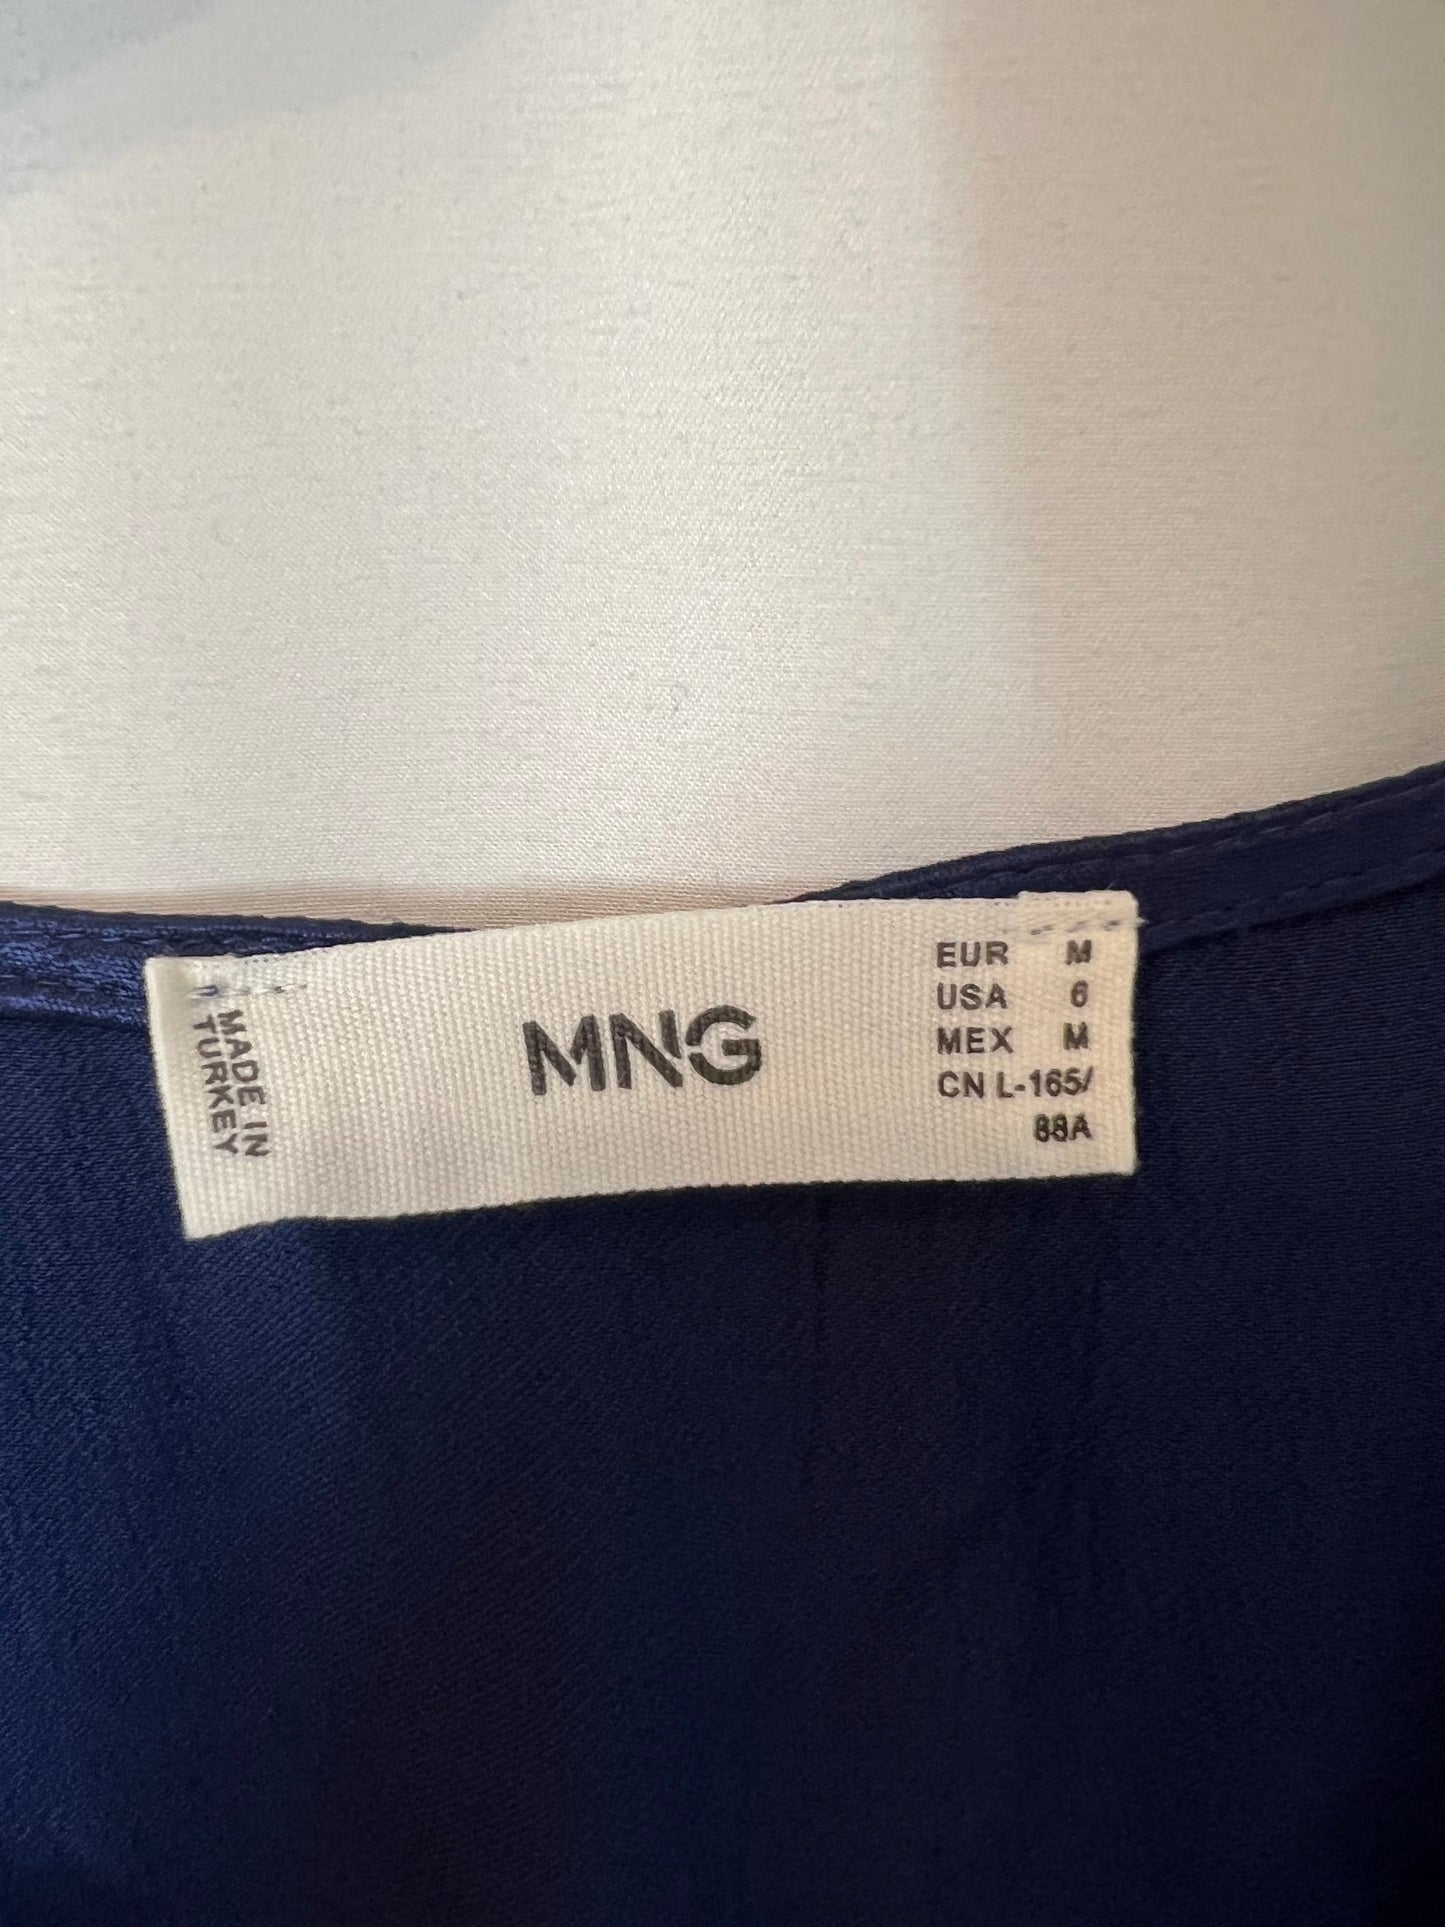 MADE IN
TURKEY
MNG
EUR M
USA 6
MEX M
CN L-165/
88A